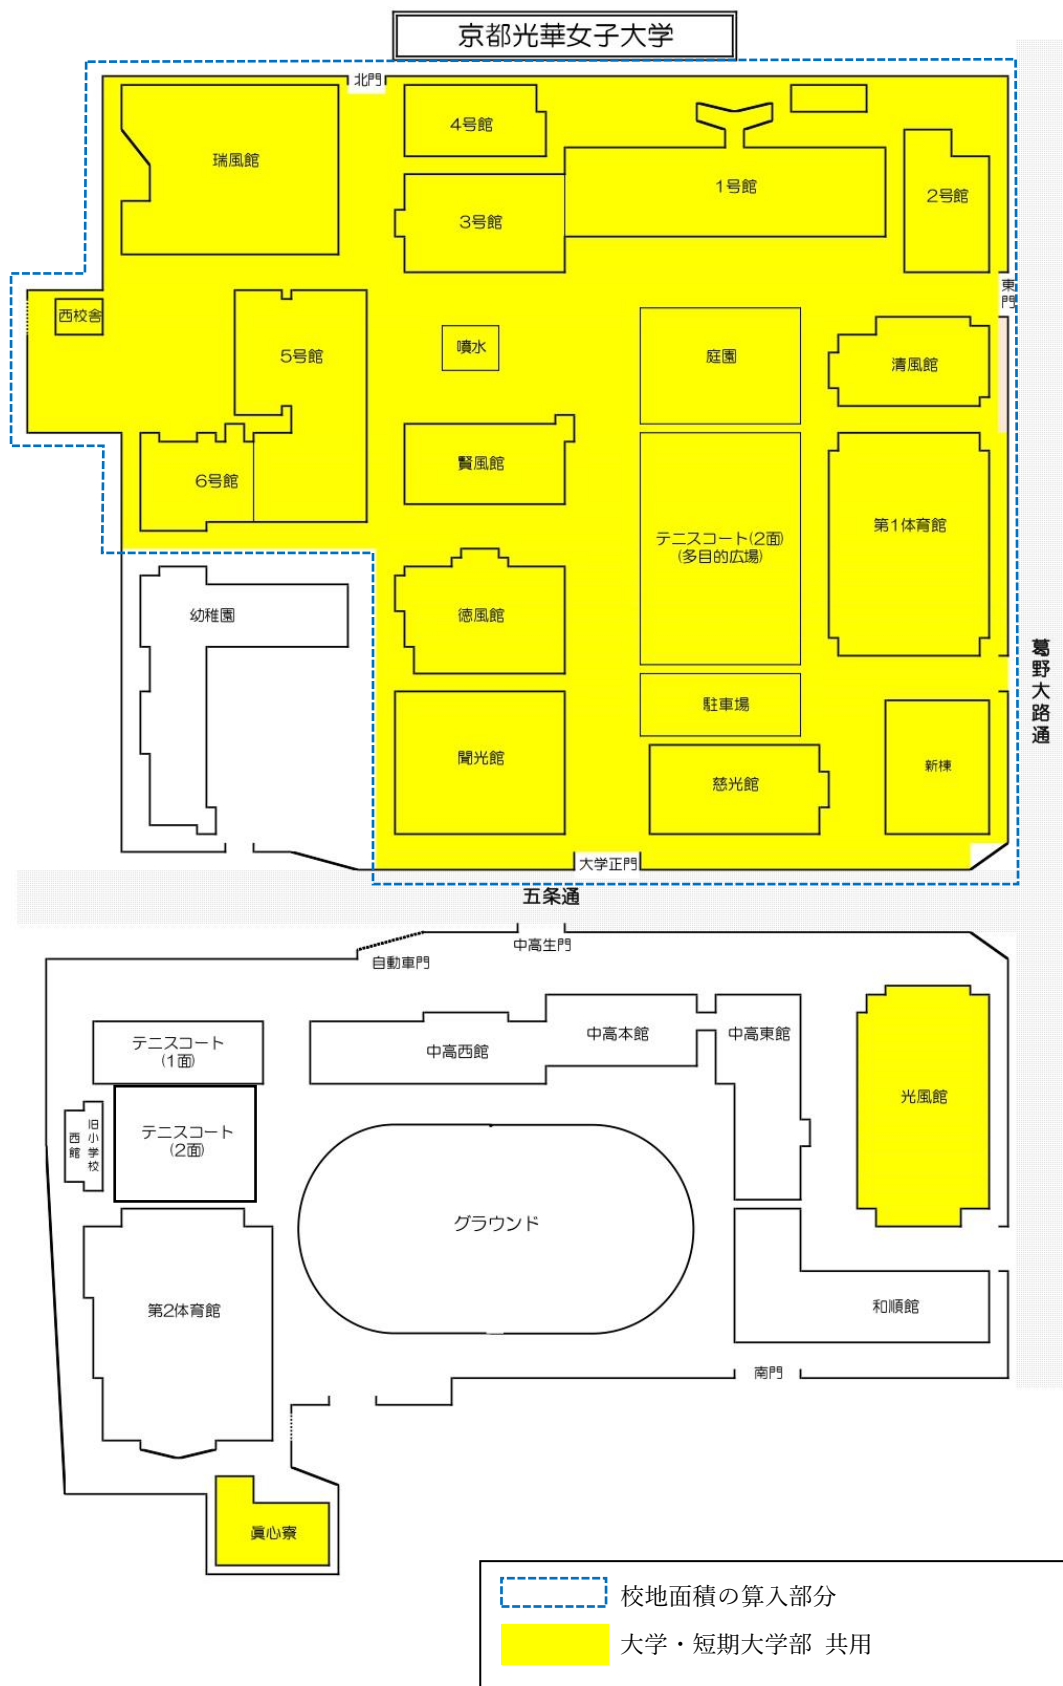 京都光華女子大学
北門
4号館
瑞風館
1号館
2号館
3号館
東
門
西校舎
噴水
庭園
5号館
清風館
賢風館
6号館
第1体育館
テニスコート(2面)
(多目的広場)
幼稚園
徳風館
葛野大路通
駐車場
聞光館
新棟
慈光館
大学正門
五条通
中高生門
自動車門
テニスコート
(1面)
中高西館
中高本館
中高東館
光風館
旧小学校
西館
テニスコート
(2面)
グラウンド
第2体育館
和順館
南門
眞心寮
校地面積の算入部分
大学・短期大学部 共用